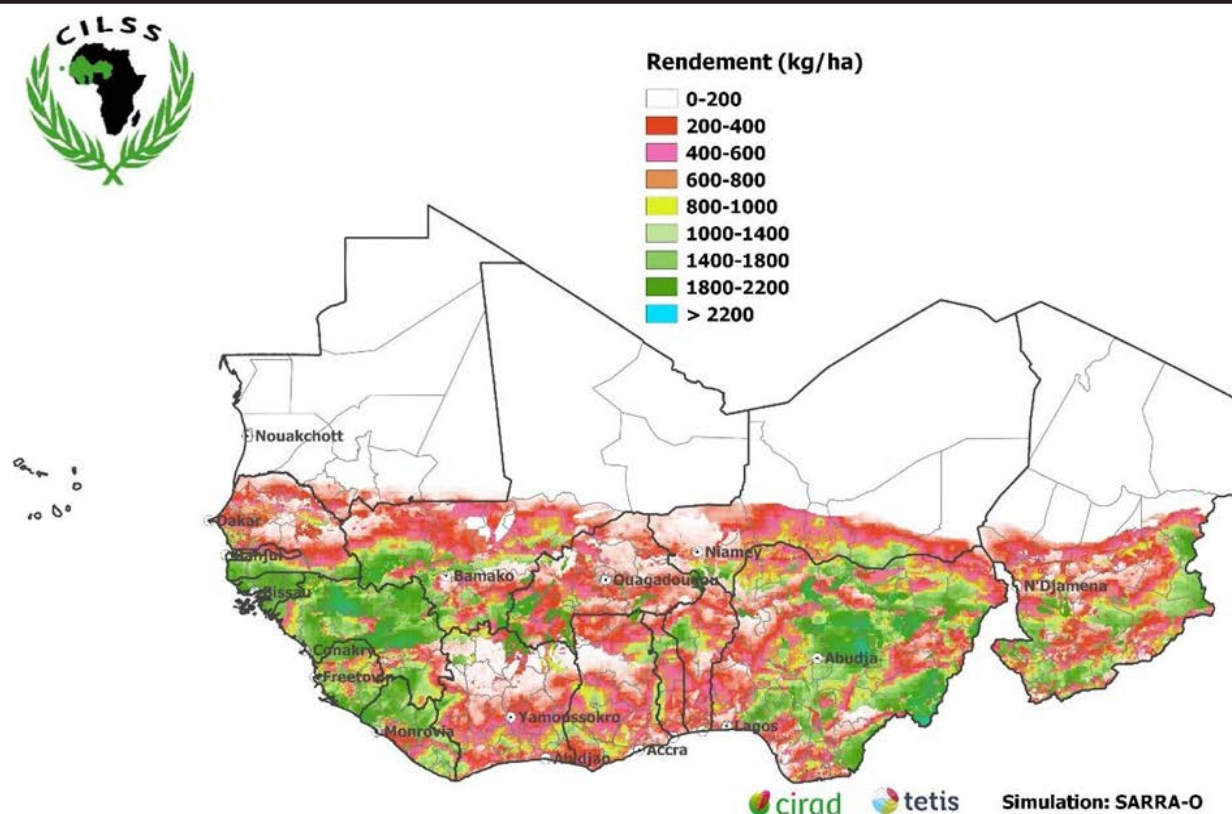 CILSS
Rendement (kg/ha)
0-200
200-400
400-600
600-800
800-1000
1000-1400
1400-1800
1800-2200
> 2200
Nouakchott
Dakar
Banjul
Bissau
Bamako
Niamey
Ouagadougou
N'Djamena
Conakry
Freetown
Abudja
Monrovia
Yamoussokro
Lagos
Abidjan
Accra
cirad
tetis
Simulation: SARRA-O